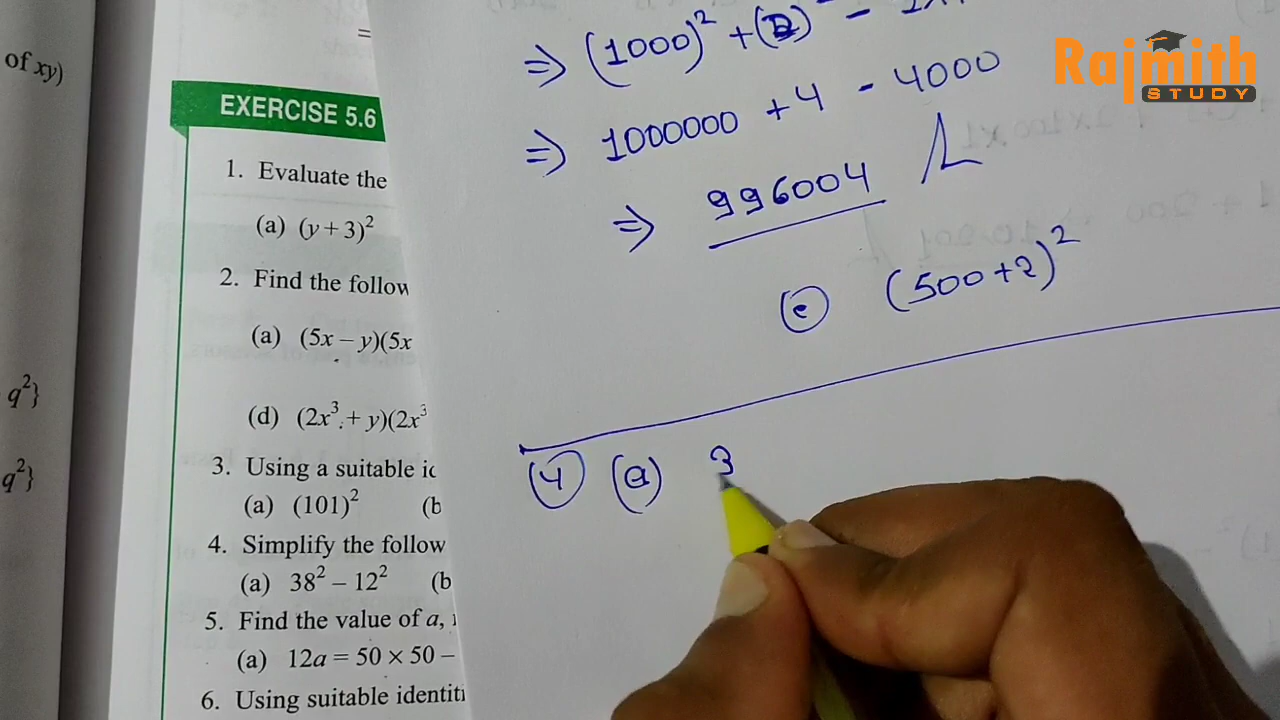 of xy)
q²}
q²}
=
EXERCISE 5.6
1. Evaluate the
(a) (y + 3)²
2. Find the follow
(a) (5x – y)(5x
(d) (2x³ + y)(2x³
3. Using a suitable
(a) (101)² (b
4. Simplify the follow
(a) 38² – 12² (b
5. Find the value of a,
(a) 12a = 50 × 50 –
6. Using suitable identiti
⇒ (1000)² + (2) -
⇒ 1000000 + 4 - 4000
⇒ 996004
(e) (500+2)²
(4) (a) 3
Rajmith
STUDY